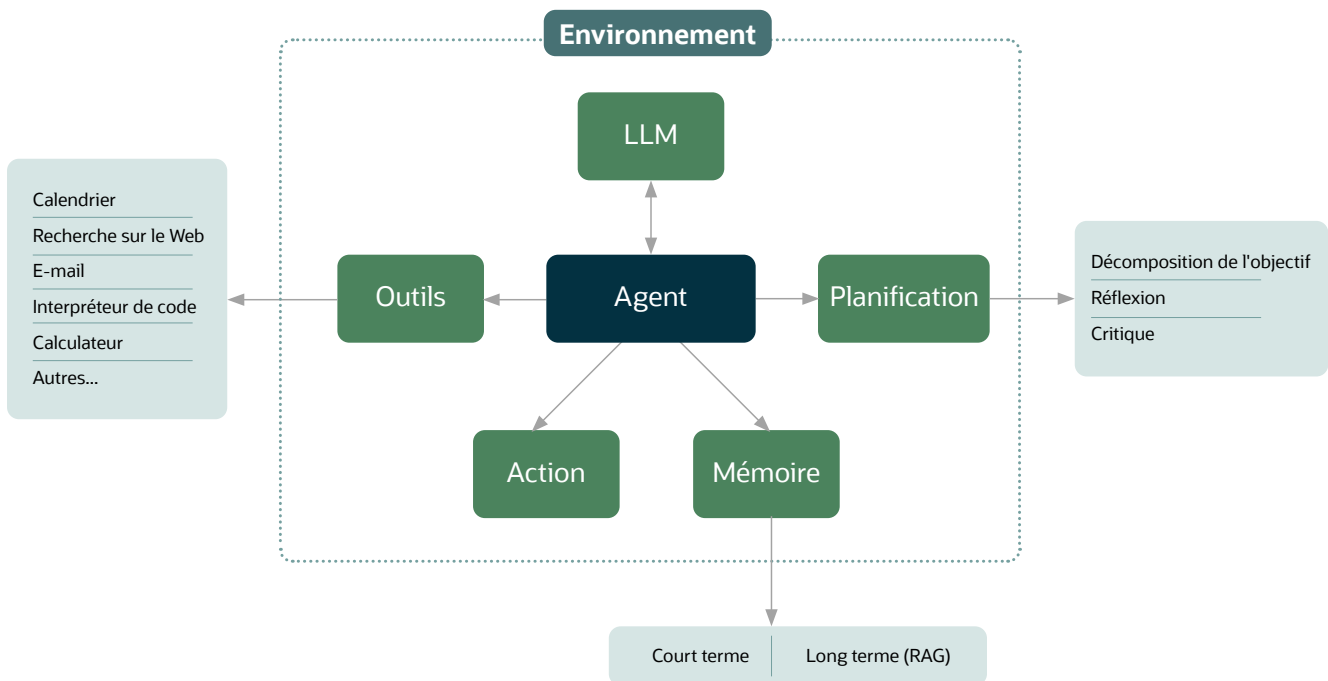 Environnement
LLM
Calendrier
Recherche sur le Web
E-mail
Interpréteur de code
Calculateur
Autres...
Outils
Agent
Planification
Décomposition de l'objectif
Réflexion
Critique
Action
Mémoire
Court terme
Long terme (RAG)